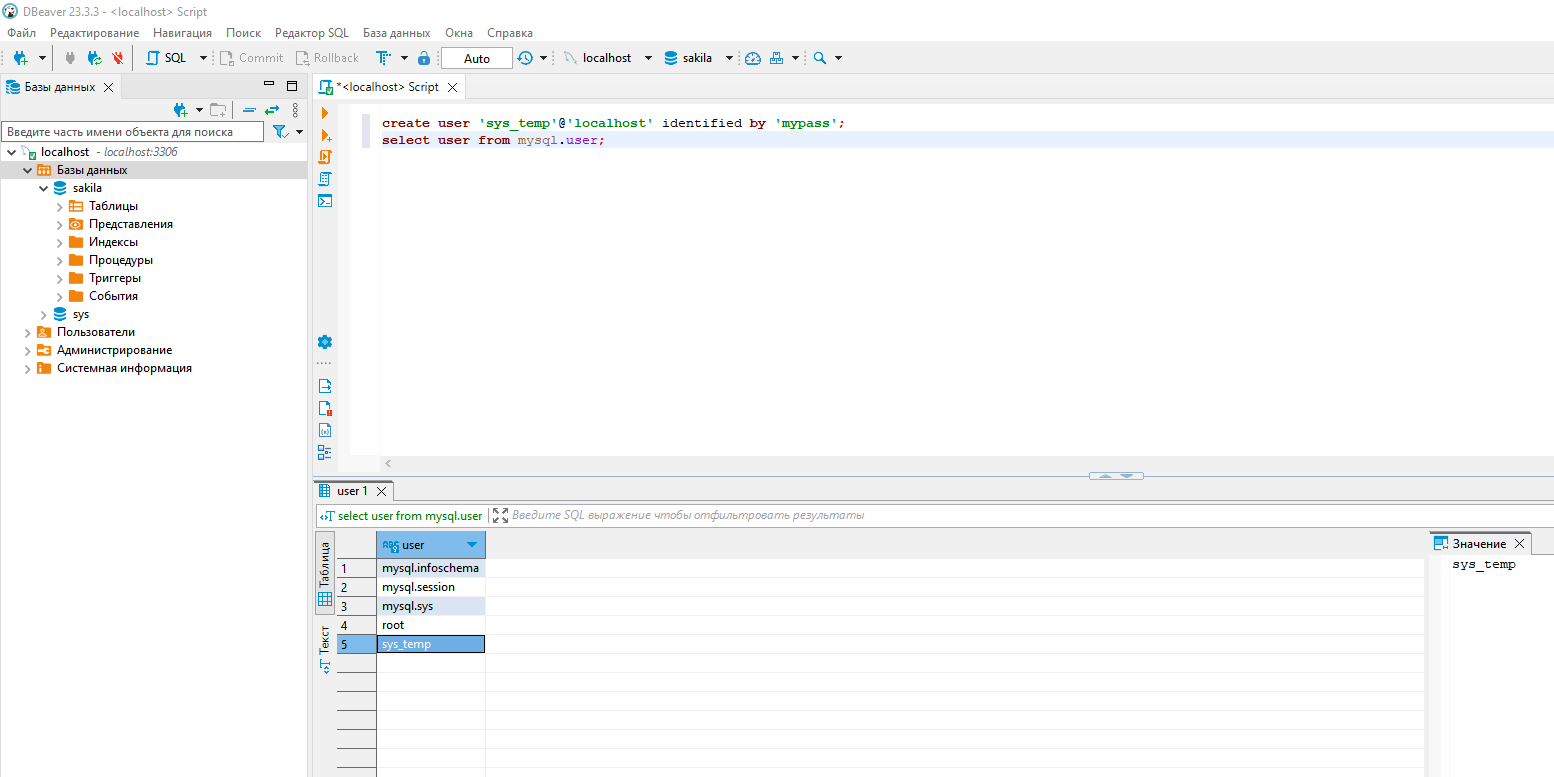 DBeaver 23.3.3 - <localhost> Script
Файл Редактирование Навигация Поиск Редактор SQL База данных Окна Справка
SQL Commit Rollback Auto localhost sakila
Базы данных
Введите часть имени объекта для поиска
localhost - localhost:3306
Базы данных
sakila
Таблицы
Представления
Индексы
Процедуры
Триггеры
События
sys
Пользователи
Администрирование
Системная информация
*<localhost> Script
create user 'sys_temp'@'localhost' identified by 'mypass';
select user from mysql.user;
user 1
select user from mysql.user Введите SQL выражение чтобы отфильтровать результаты
Таблица
Текст
ABC user
1 mysql.infoschema
2 mysql.session
3 mysql.sys
4 root
5 sys_temp
Значение
sys_temp